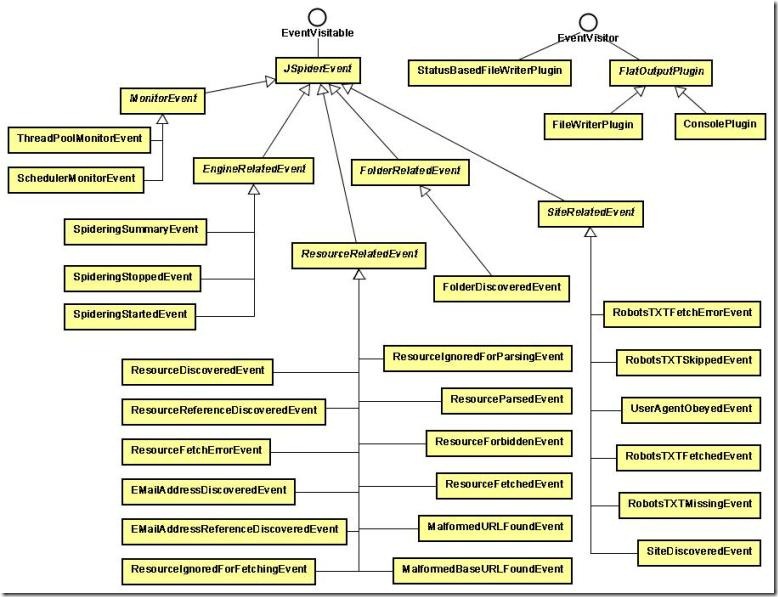 EventVisitable
EventVisitor
JSpiderEvent
StatusBasedFileWriterPlugin
FlatOutputPlugin
MonitorEvent
FileWriterPlugin
ConsolePlugin
ThreadPoolMonitorEvent
SchedulerMonitorEvent
EngineRelatedEvent
FolderRelatedEvent
SiteRelatedEvent
SpideringSummaryEvent
ResourceRelatedEvent
SpideringStoppedEvent
FolderDiscoveredEvent
SpideringStartedEvent
RobotsTXTFetchErrorEvent
ResourceIgnoredForParsingEvent
RobotsTXTSkippedEvent
ResourceDiscoveredEvent
ResourceParsedEvent
UserAgentObeyedEvent
ResourceReferenceDiscoveredEvent
ResourceForbiddenEvent
ResourceFetchErrorEvent
RobotsTXTFetchedEvent
ResourceFetchedEvent
EMailAddressDiscoveredEvent
RobotsTXTMissingEvent
MalformedURLFoundEvent
EMailAddressReferenceDiscoveredEvent
SiteDiscoveredEvent
ResourceIgnoredForFetchingEvent
MalformedBaseURLFoundEvent